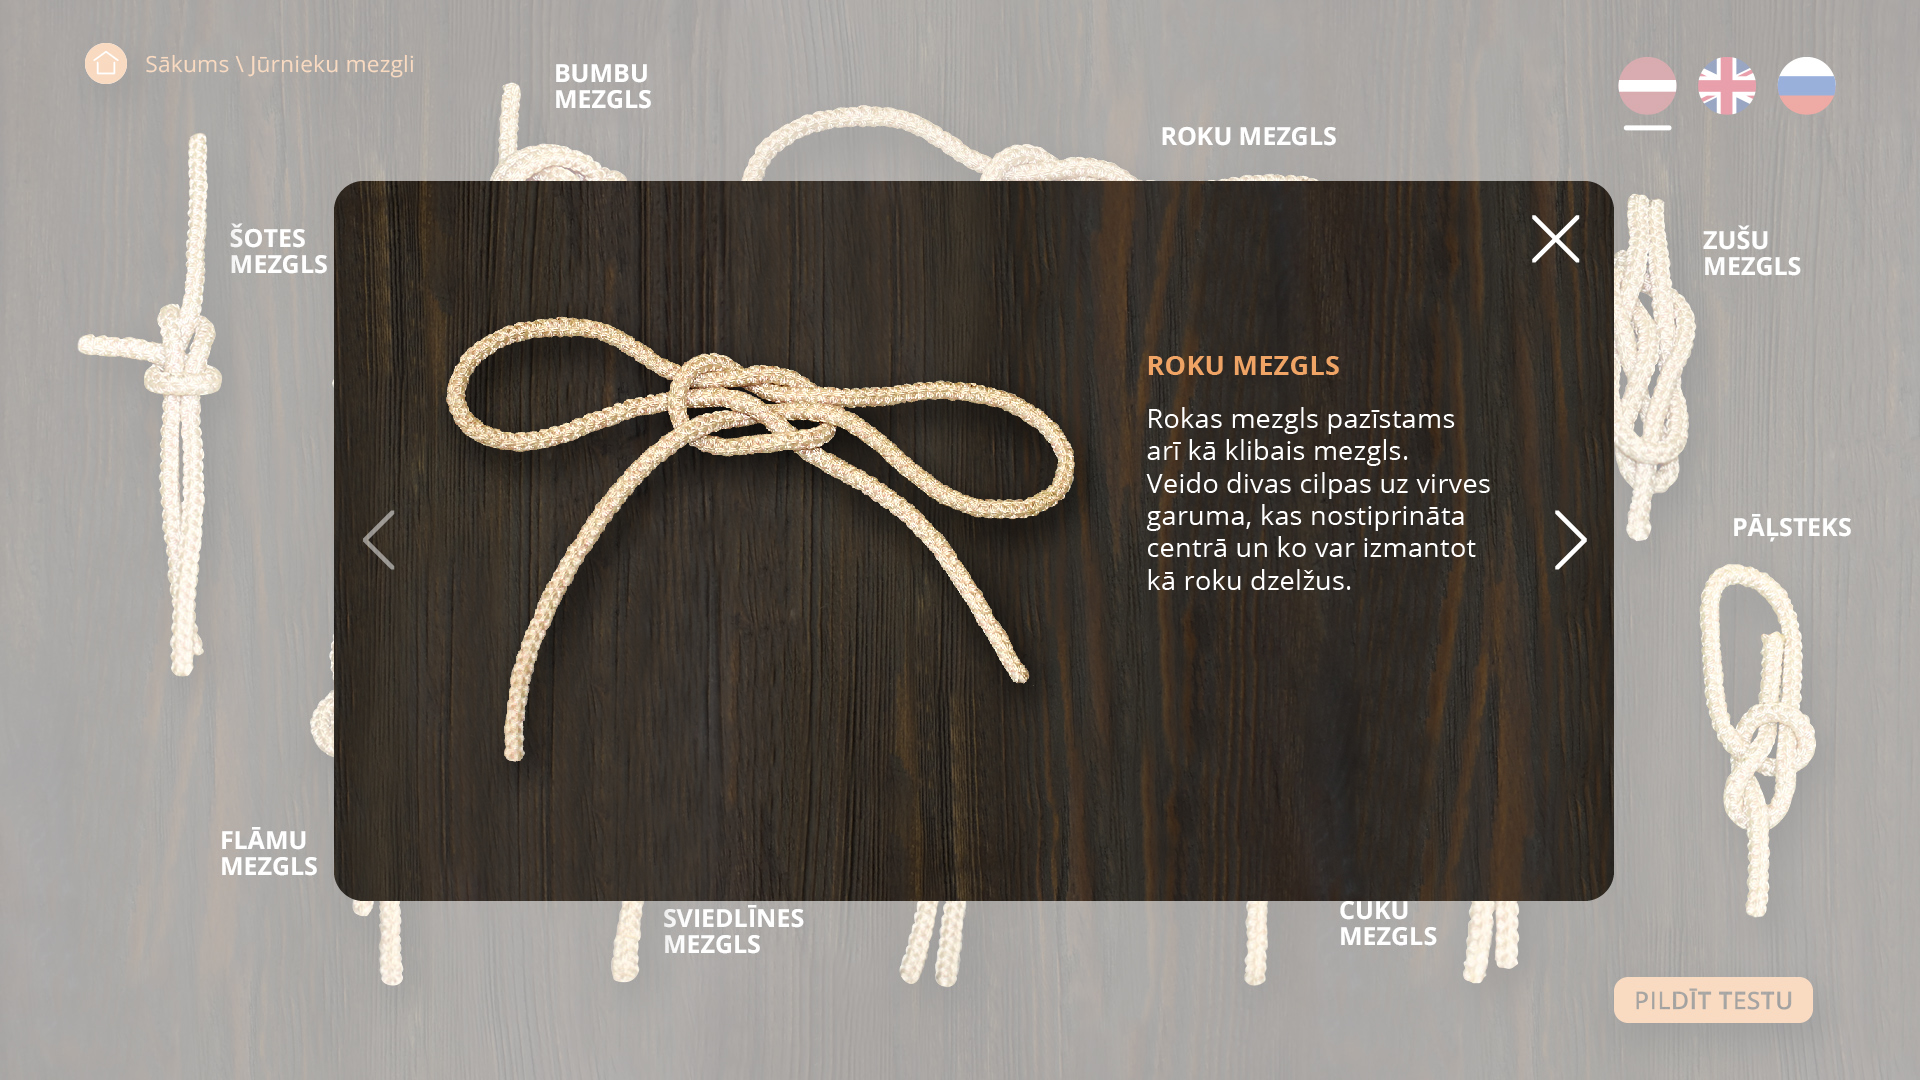 Sākums \ Jūrnieku mezgli
BUMBU
MEZGLS
ROKU MEZGLS
ŠOTES
MEZGLS
ZUŠU
MEZGLS
ROKU MEZGLS
Rokas mezgls pazīstams
arī kā klibais mezgls.
Veido divas cilpas uz virves
garuma, kas nostiprināta
centrā un ko var izmantot
kā roku dzelžus.
PĀĻSTEKS
FLĀMU
MEZGLS
SVIEDLĪNES
MEZGLS
CUKU
MEZGLS
PILDĪT TESTU